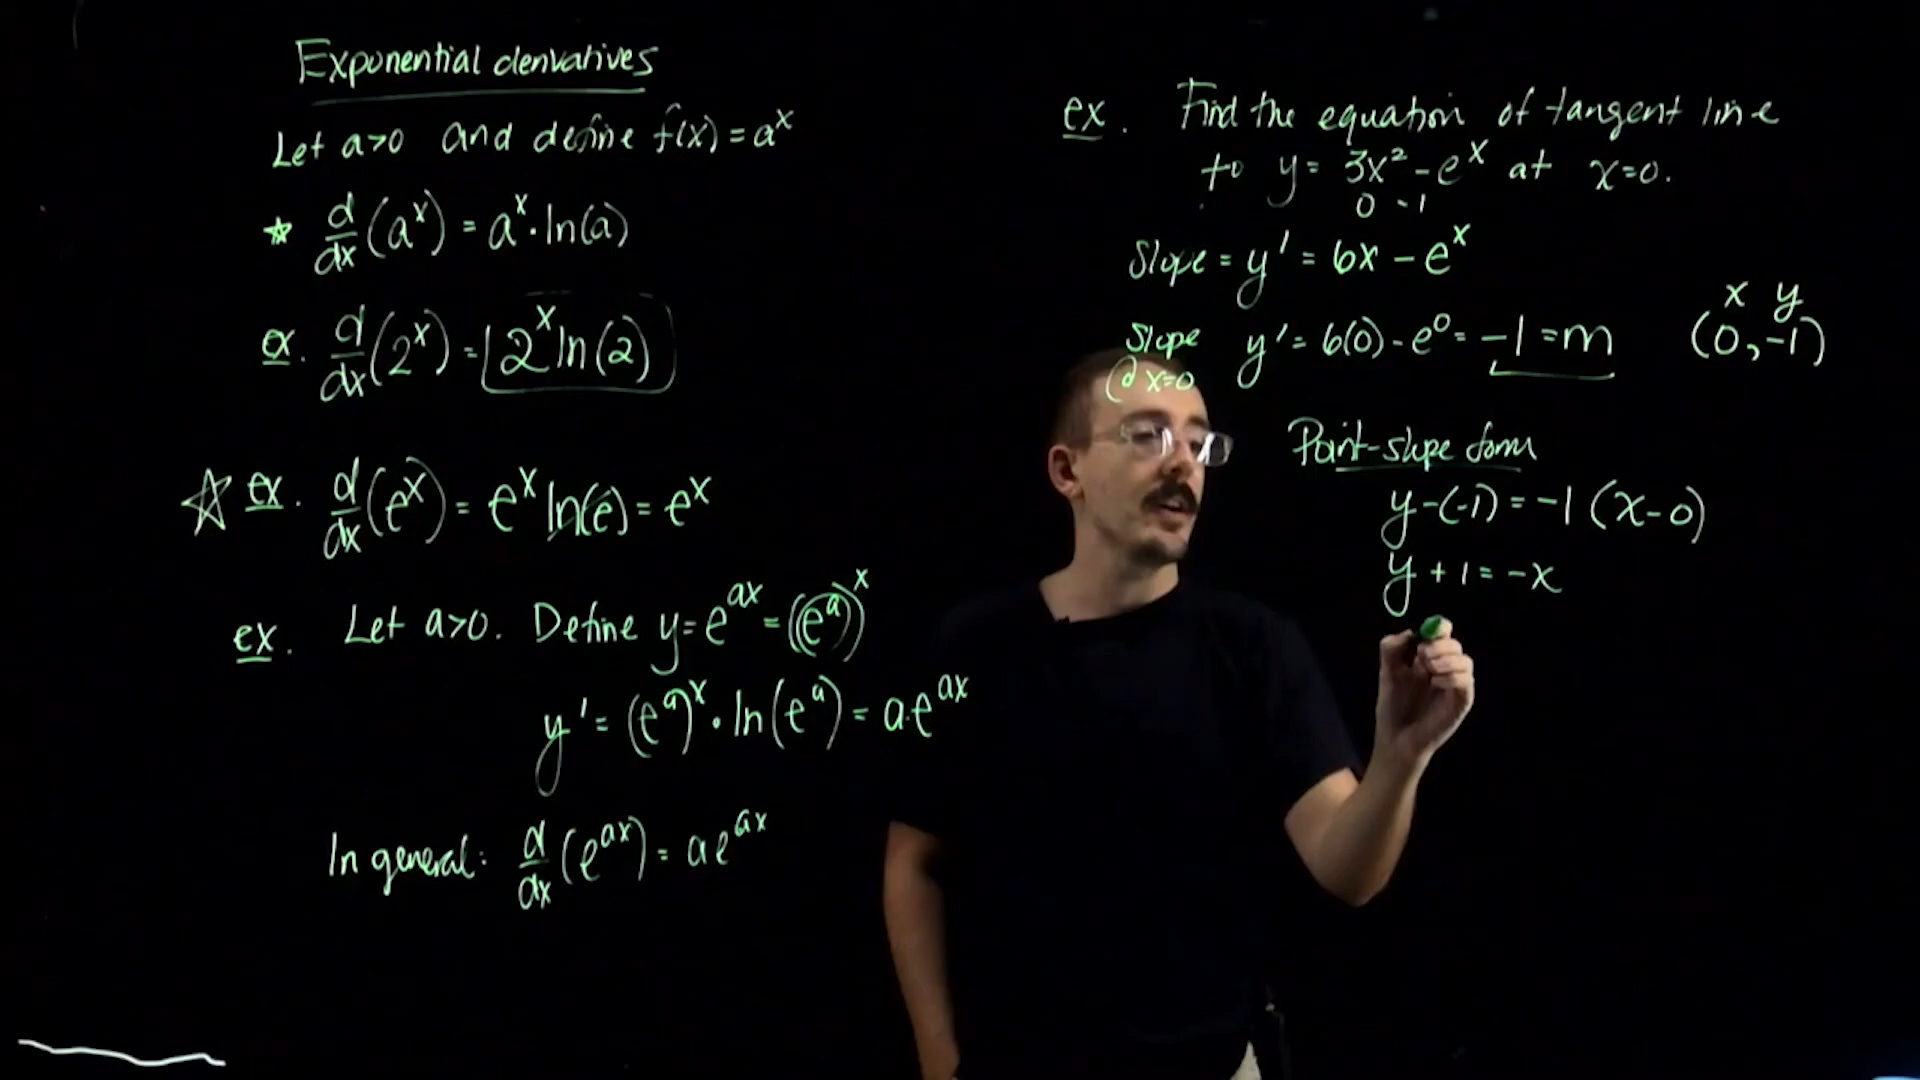 Exponential derivatives
Let a>0 and define f(x) = a^x
☆ d/dx (a^x) = a^x · ln(a)
ex. d/dx (2^x) = 2^x ln(2)
☆ ex. d/dx (e^x) = e^x ln(e) = e^x
ex. Let a>0. Define y = e^{ax} = (e^a)^x
y' = (e^a)^x · ln(e^a) = a·e^{ax}
In general: d/dx (e^{ax}) = a e^{ax}
ex. Find the equation of tangent line
to y = 3x² - e^x at x=0.
0 - 1
Slope = y' = 6x - e^x
Slope @ x=0 y' = 6(0) - e^0 = -1 = m
x y
(0, -1)
Point-slope form
y-(-1) = -1 (x-0)
y + 1 = -x